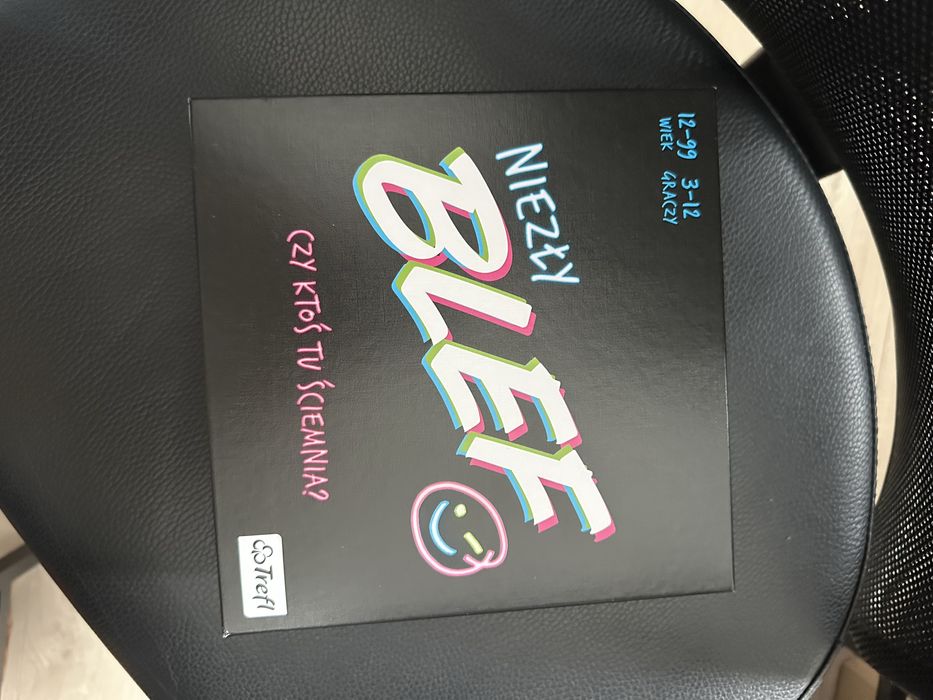 12-99 3-12
WIEK GRACZY
NIEZŁY
BLEF
CZY KTOŚ TU ŚCIEMNIA?
Trefl